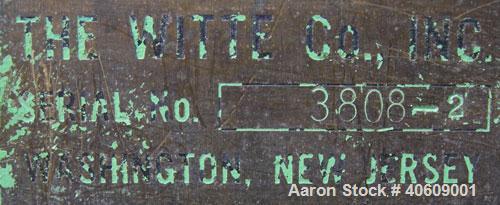 THE WITTE CO., INC.
SERIAL No. 3808-2
WASHINGTON, NEW JERSEY
Aaron Stock # 40609001